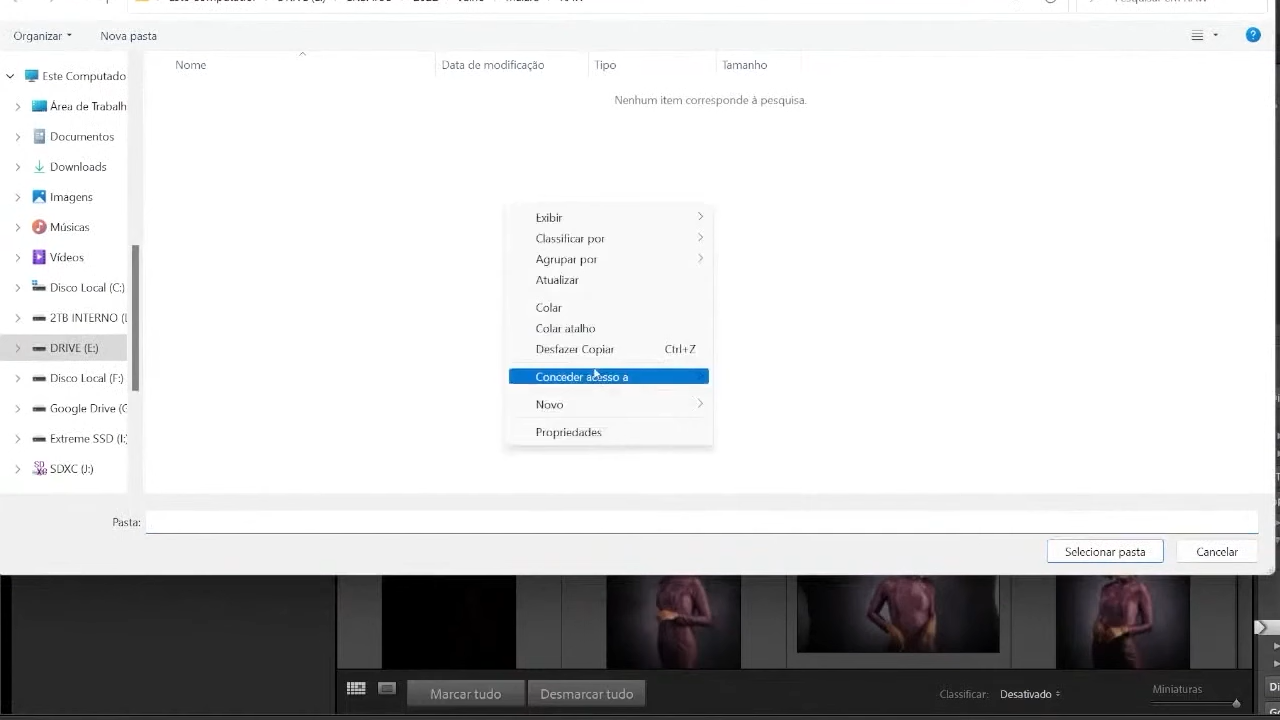 Organizar
Nova pasta
Nome
Data de modificação
Tipo
Tamanho
Nenhum item corresponde à pesquisa.
Este Computado
Área de Trabalh
Documentos
Downloads
Imagens
Músicas
Vídeos
Disco Local (C:)
2TB INTERNO (
DRIVE (E:)
Disco Local (F:)
Google Drive (G
Extreme SSD (I:)
SDXC (J:)
Exibir
Classificar por
Agrupar por
Atualizar
Colar
Colar atalho
Desfazer Copiar Ctrl+Z
Conceder acesso a
Novo
Propriedades
Pasta:
Selecionar pasta
Cancelar
Marcar tudo
Desmarcar tudo
Classificar: Desativado
Miniaturas